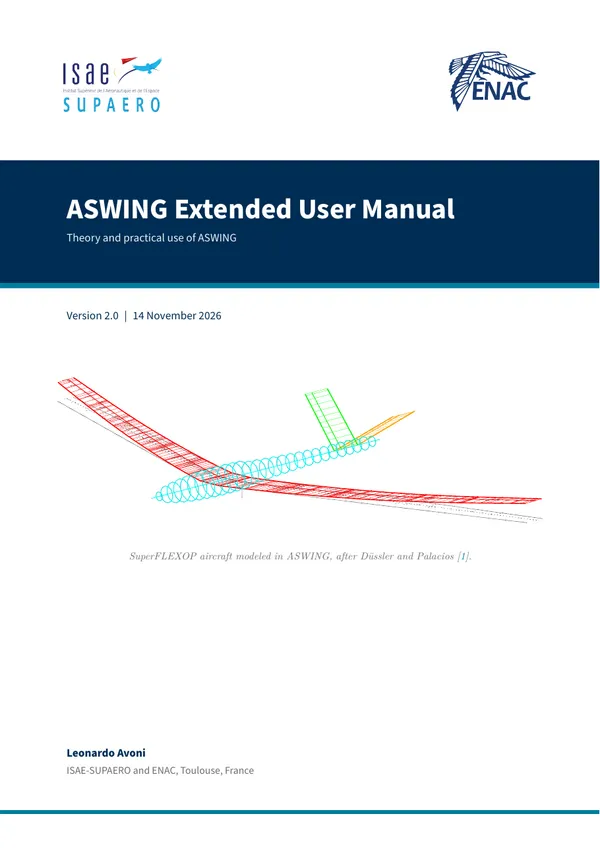 isae
Institut Supérieur de l'Aéronautique et de l'Espace
SUPAERO
ENAC
ASWING Extended User Manual
Theory and practical use of ASWING
Version 2.0 | 14 November 2026
SuperFLEXOP aircraft modeled in ASWING, after Düssler and Palacios [1].
Leonardo Avoni
ISAE-SUPAERO and ENAC, Toulouse, France